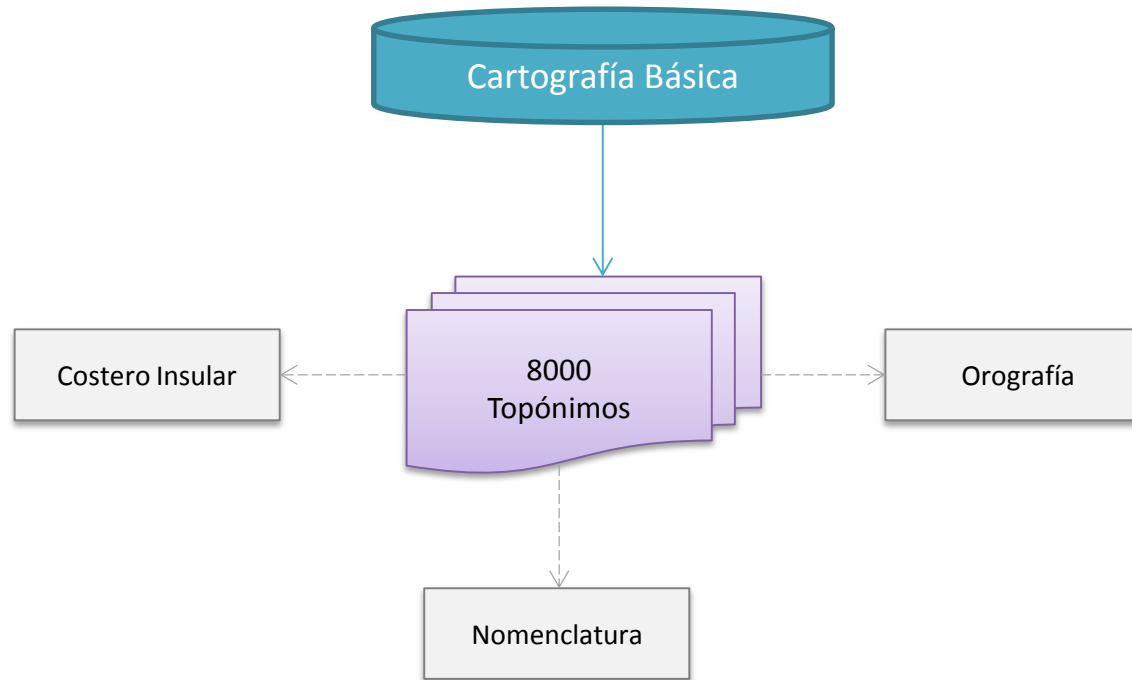 Cartografía Básica
8000
Topónimos
Costero Insular
Orografía
Nomenclatura